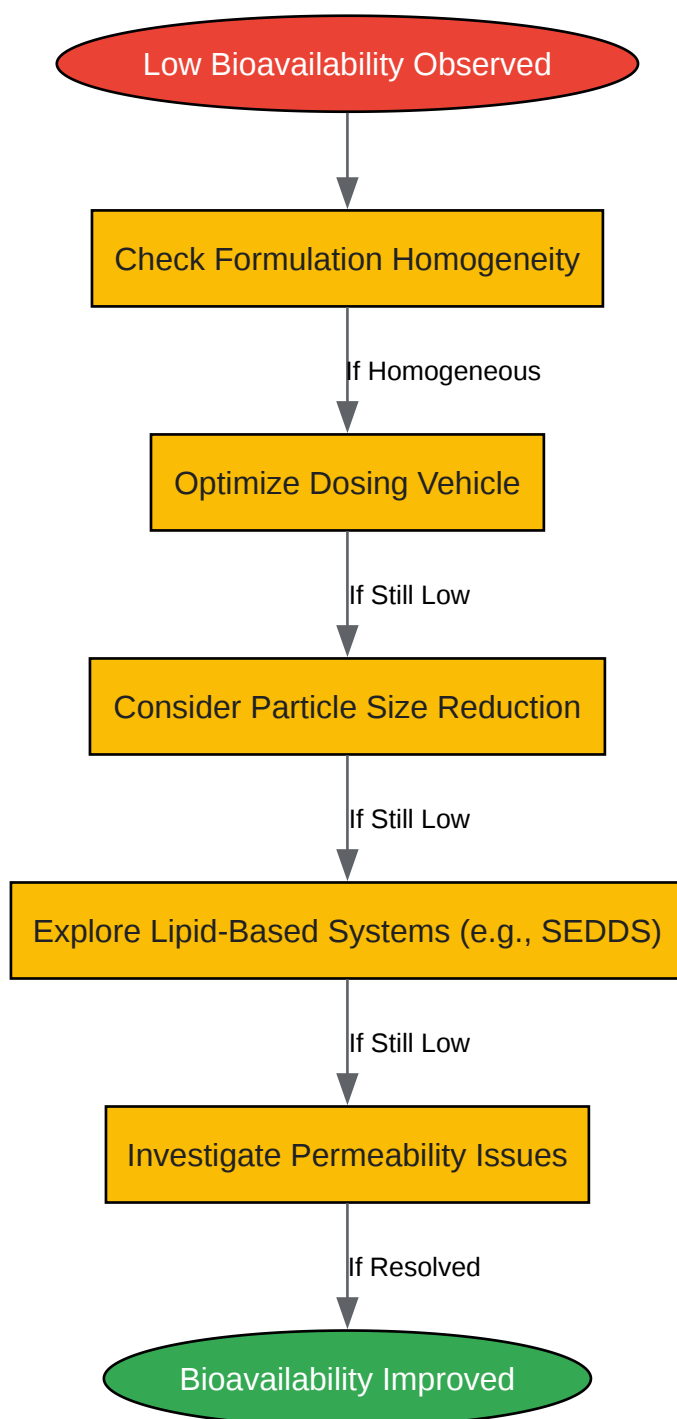 Low Bioavailability Observed
Check Formulation Homogeneity
If Homogeneous
Optimize Dosing Vehicle
If Still Low
Consider Particle Size Reduction
If Still Low
Explore Lipid-Based Systems (e.g., SEDDS)
If Still Low
Investigate Permeability Issues
If Resolved
Bioavailability Improved